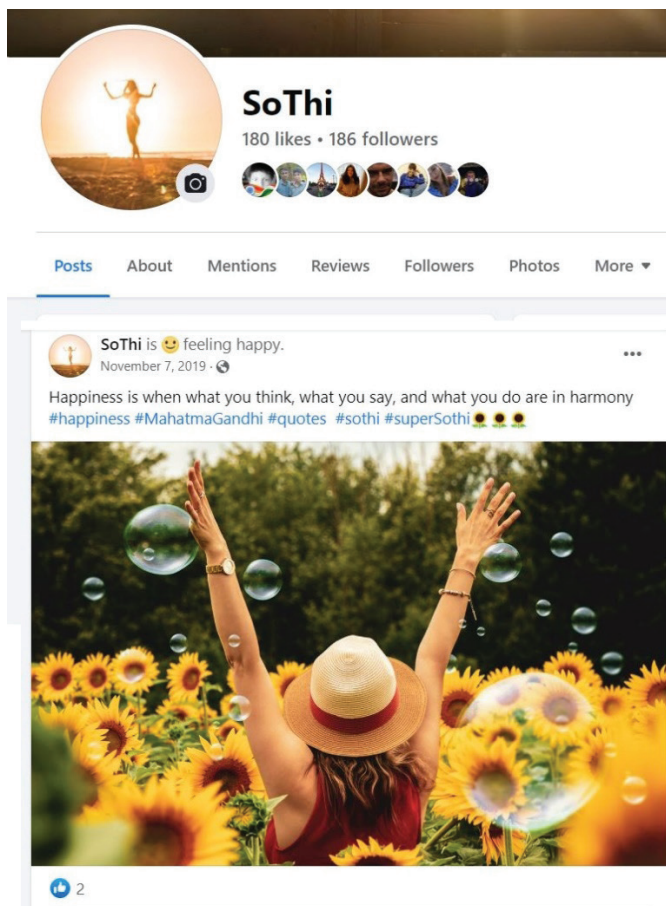 SoThi
180 likes • 186 followers
Posts About Mentions Reviews Followers Photos More
SoThi is 🙂 feeling happy.
November 7, 2019 ·
Happiness is when what you think, what you say, and what you do are in harmony
#happiness #MahatmaGandhi #quotes #sothi #superSothi🌻🌻🌻
2